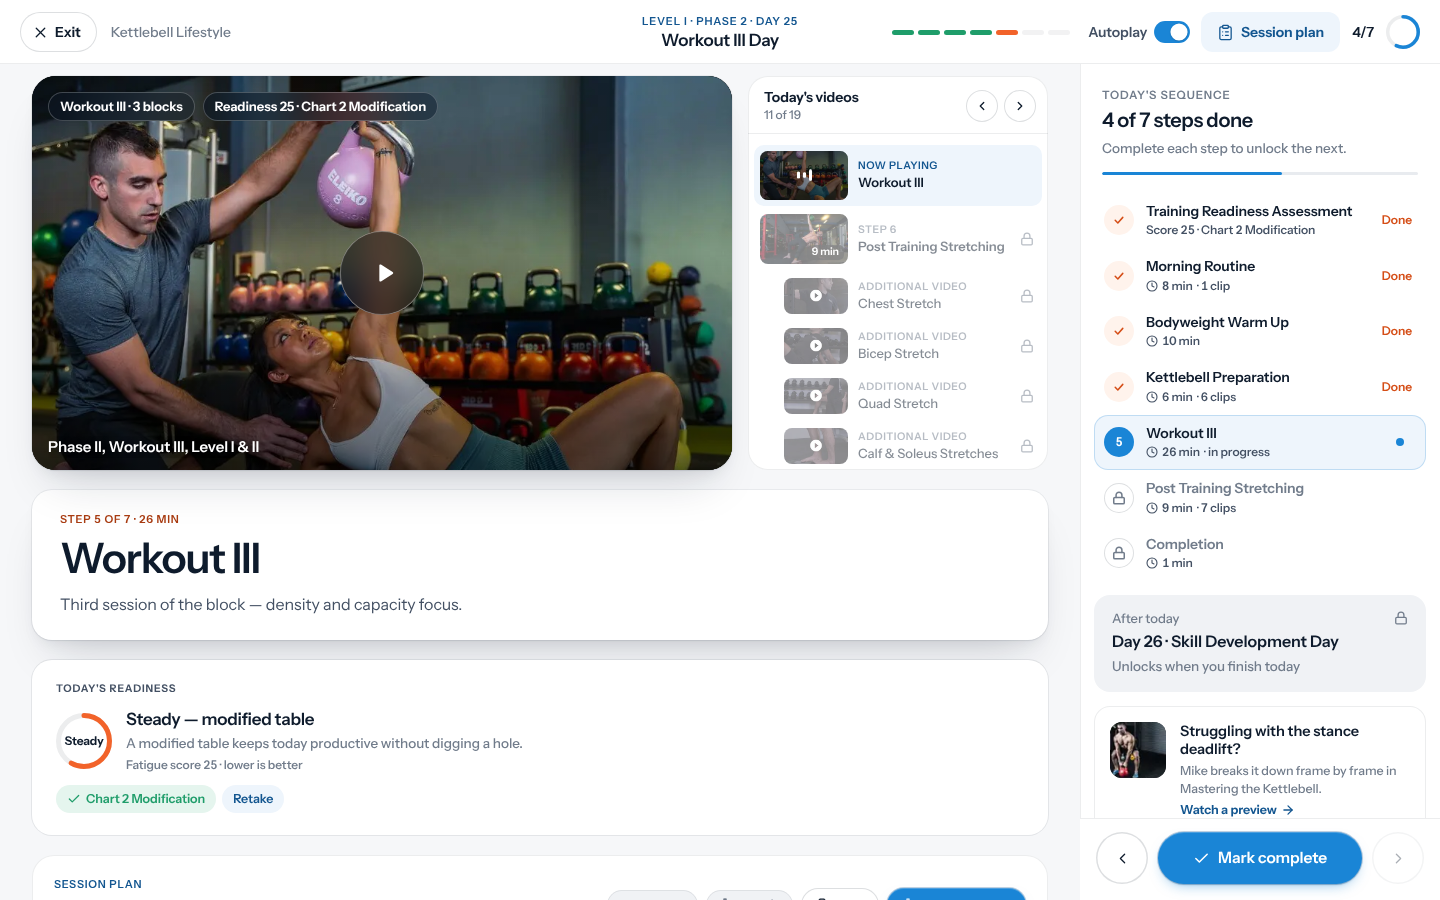 Exit
Kettlebell Lifestyle
LEVEL I · PHASE 2 · DAY 25
Workout III Day
Autoplay
Session plan
4/7
Workout III · 3 blocks
Readiness 25 · Chart 2 Modification
ELEIKO
8
Phase II, Workout III, Level I & II
Today's videos
11 of 19
NOW PLAYING
Workout III
STEP 6
Post Training Stretching
9 min
ADDITIONAL VIDEO
Chest Stretch
ADDITIONAL VIDEO
Bicep Stretch
ADDITIONAL VIDEO
Quad Stretch
ADDITIONAL VIDEO
Calf & Soleus Stretches
STEP 5 OF 7 · 26 MIN
Workout III
Third session of the block — density and capacity focus.
TODAY'S READINESS
Steady
Steady — modified table
A modified table keeps today productive without digging a hole.
Fatigue score 25 · lower is better
Chart 2 Modification
Retake
SESSION PLAN
TODAY'S SEQUENCE
4 of 7 steps done
Complete each step to unlock the next.
Training Readiness Assessment
Score 25 · Chart 2 Modification
Done
Morning Routine
8 min · 1 clip
Done
Bodyweight Warm Up
10 min
Done
Kettlebell Preparation
6 min · 6 clips
Done
5
Workout III
26 min · in progress
Post Training Stretching
9 min · 7 clips
Completion
1 min
After today
Day 26 · Skill Development Day
Unlocks when you finish today
Struggling with the stance
deadlift?
Mike breaks it down frame by frame in
Mastering the Kettlebell.
Watch a preview →
Mark complete